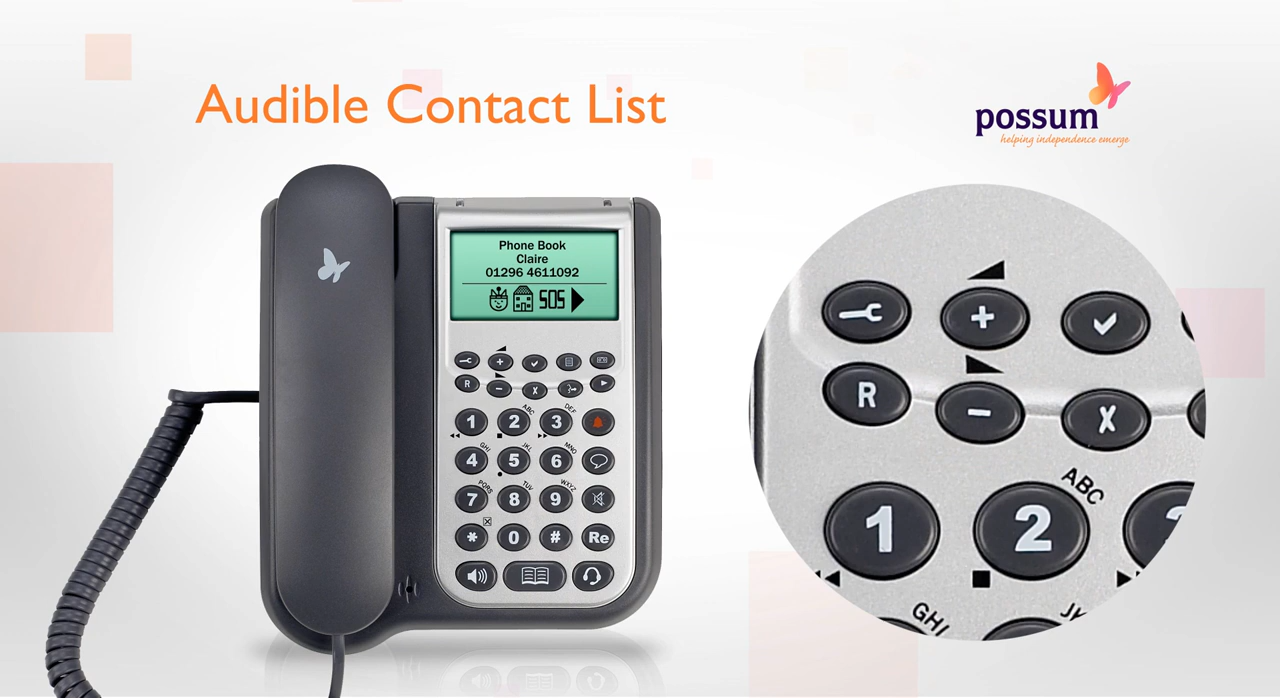 Audible Contact List
possum
helping independence emerge
Phone Book
Claire
01296 4611092
SOS
+
R
-
X
ABC
DEF
1
2
3
GHI
JKL
MNO
4
5
6
PQRS
TUV
WXYZ
7
8
9
*
0
#
Re
+
R
-
X
ABC
1
2
GHI
JK